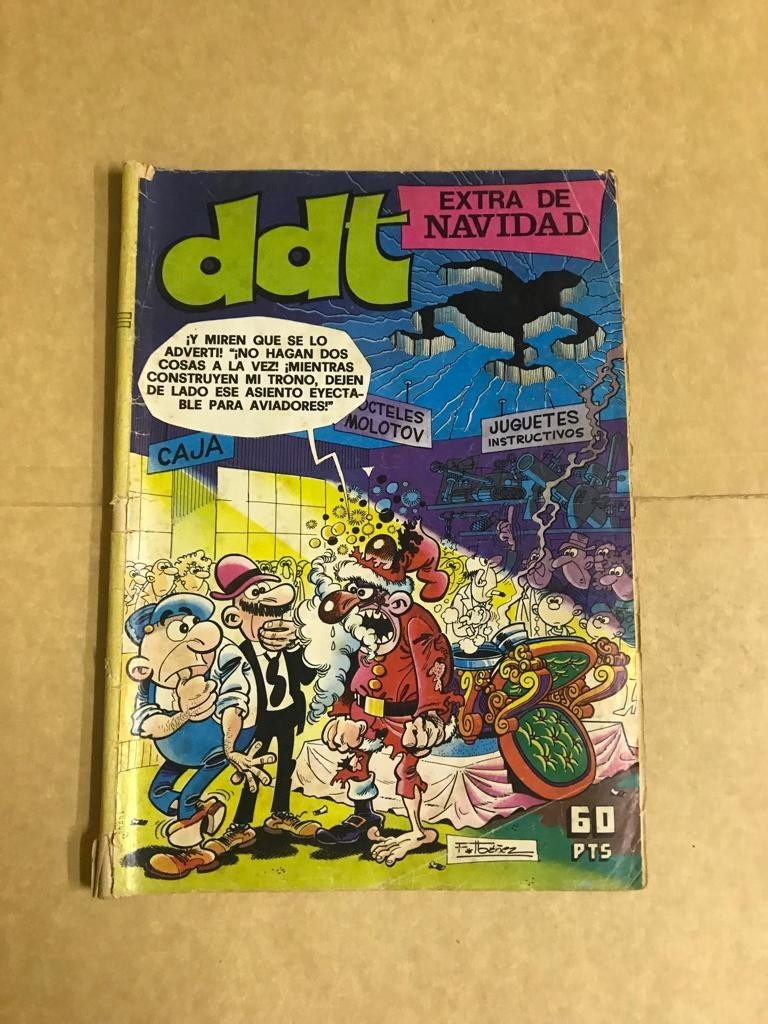 ddt
EXTRA DE
NAVIDAD
¡Y MIREN QUE SE LO
ADVERTI! "¡NO HAGAN DOS
COSAS A LA VEZ! ¡MIENTRAS
CONSTRUYEN MI TRONO, DEJEN
DE LADO ESE ASIENTO EYECTA-
BLE PARA AVIADORES!"
CAJA
OCTELES
MOLOTOV
JUGUETES
INSTRUCTIVOS
60
PTS